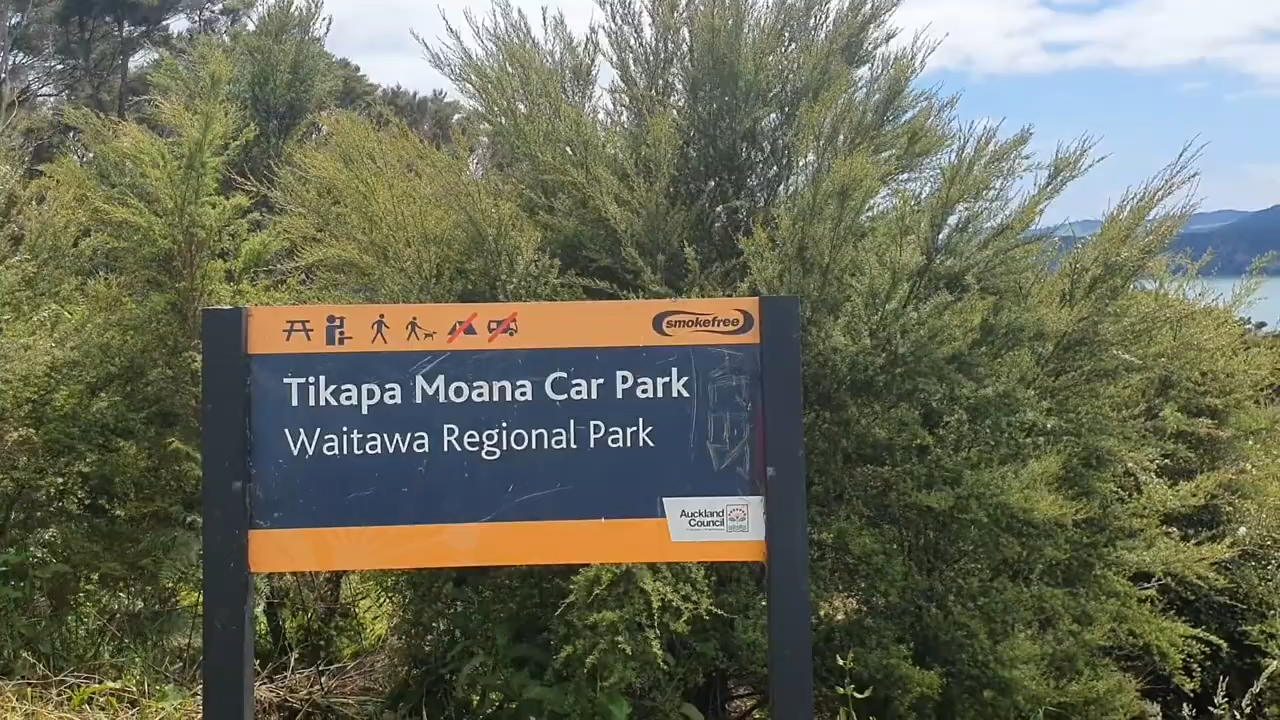 smokefree
Tikapa Moana Car Park
Waitawa Regional Park
Auckland
Council